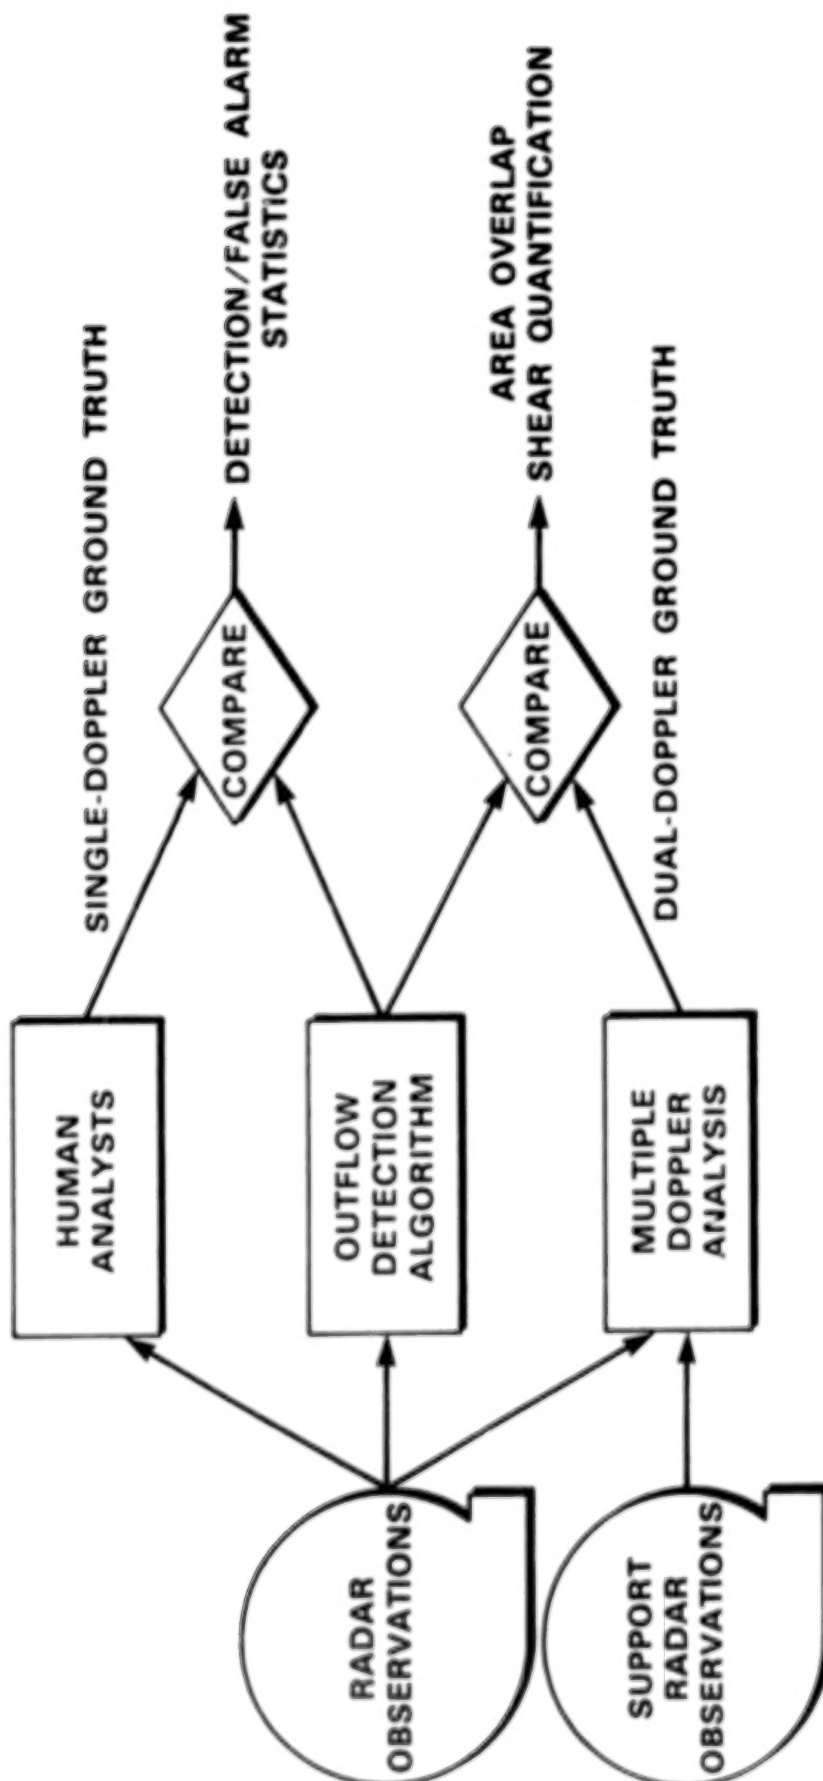 RADAR
OBSERVATIONS
SUPPORT
RADAR
OBSERVATIONS
HUMAN
ANALYSTS
OUTFLOW
DETECTION
ALGORITHM
MULTIPLE
DOPPLER
ANALYSIS
SINGLE-DOPPLER GROUND TRUTH
COMPARE
COMPARE
DUAL-DOPPLER GROUND TRUTH
DETECTION/FALSE ALARM
STATISTICS
AREA OVERLAP
SHEAR QUANTIFICATION